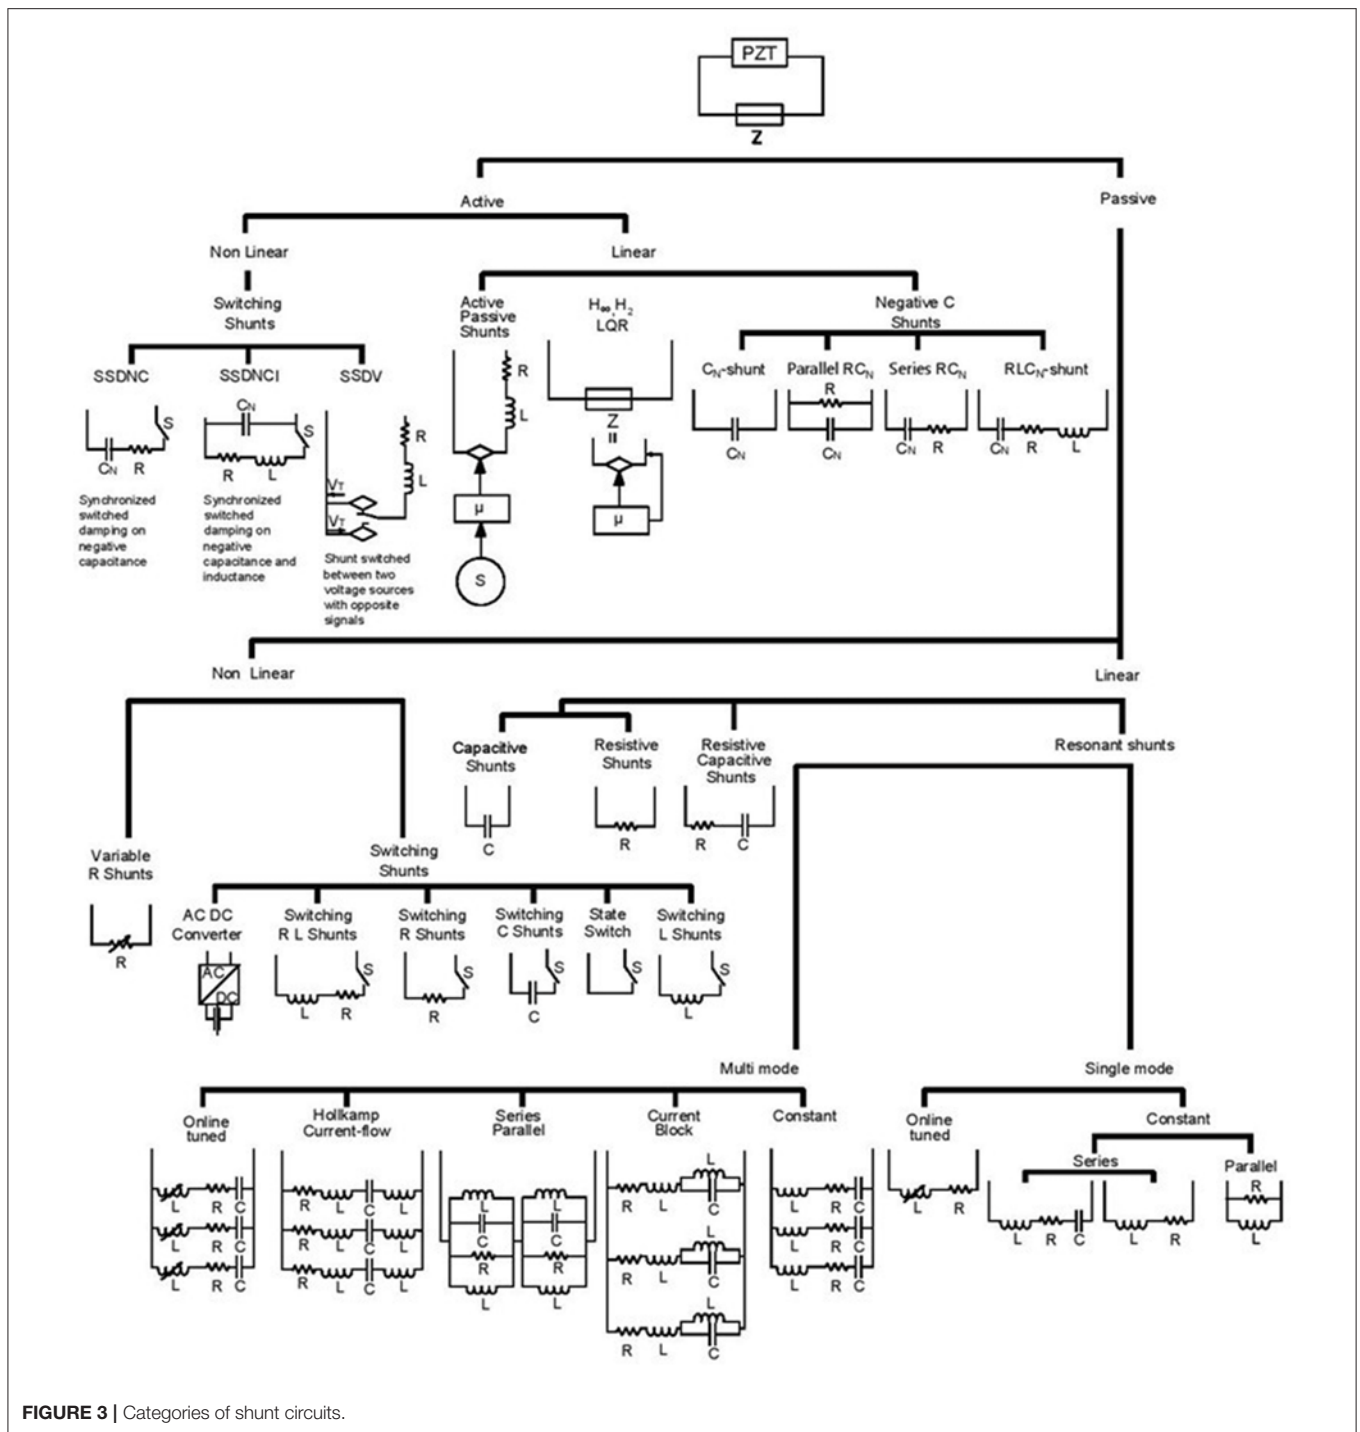 PZT
Z
Active
Passive
Non Linear
Linear
Switching
Shunts
Active
Passive
Shunts
H∞,H2
LQR
Negative C
Shunts
SSDNC
SSDNCI
SSDV
CN-shunt
Parallel RCN
Series RCN
RLCN-shunt
S
CN
R
CN
S
R
L
R
L
VT
VT
R
L
μ
S
Z
μ
CN
R
CN
CN
R
CN
R
L
Synchronized
switched
damping on
negative
capacitance
Synchronized
switched
damping on
negative
capacitance and
inductance
Shunt switched
between two
voltage sources
with opposite
signals
Non Linear
Linear
Capacitive
Shunts
Resistive
Shunts
Resistive
Capacitive
Shunts
Resonant shunts
C
R
R
C
Variable
R Shunts
Switching
Shunts
R
AC DC
Converter
Switching
R L Shunts
Switching
R Shunts
Switching
C Shunts
State
Switch
Switching
L Shunts
AC
DC
S
L
R
S
R
S
C
S
S
L
Multi mode
Single mode
Online
tuned
Hollkamp
Current-flow
Series
Parallel
Current
Block
Constant
Online
tuned
Constant
Series
Parallel
L
R
C
L
R
C
L
R
C
R
L
C
L
R
L
C
L
R
L
C
L
L
C
R
L
L
C
R
L
L
R
L
C
L
R
L
C
L
R
L
C
L
R
C
L
R
C
L
R
C
L
R
L
R
C
L
R
R
L
FIGURE 3 | Categories of shunt circuits.